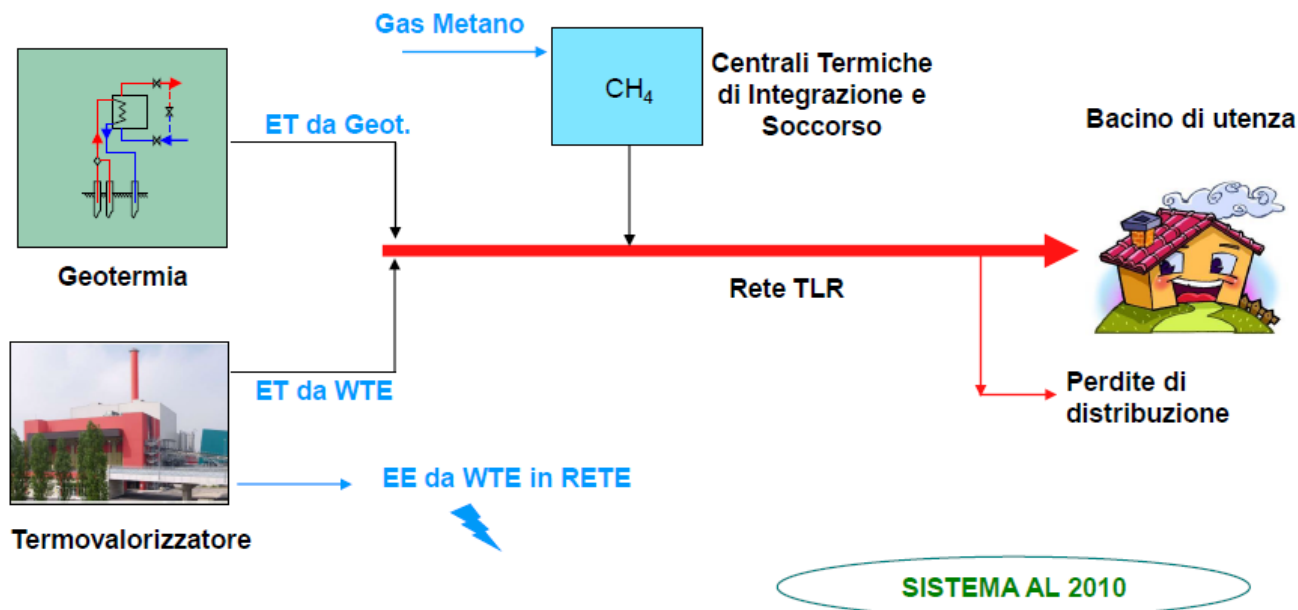 Gas Metano
CH₄
Centrali Termiche
di Integrazione e
Soccorso
Bacino di utenza
ET da Geot.
Geotermia
Rete TLR
ET da WTE
Perdite di
distribuzione
EE da WTE in RETE
Termovalorizzatore
SISTEMA AL 2010